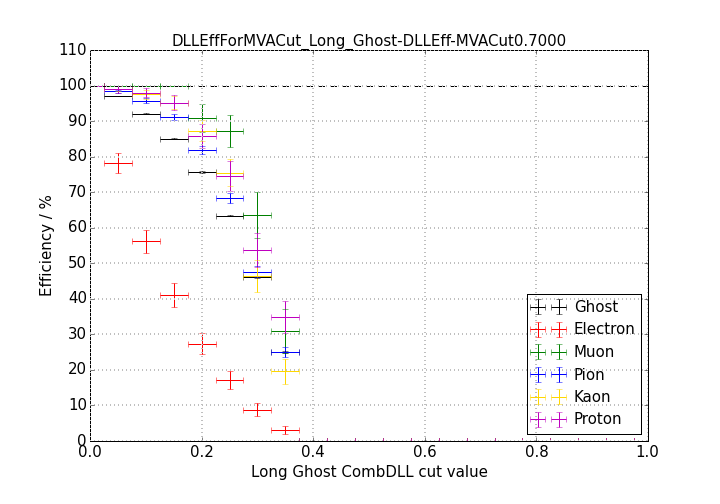 DLLEffForMVACut_Long_Ghost-DLLEff-MVACut0.7000
110
100
90
80
70
60
50
40
30
20
10
0
Efficiency / %
Ghost
Electron
Muon
Pion
Kaon
Proton
0.0 0.2 0.4 0.6 0.8 1.0
Long Ghost CombDLL cut value